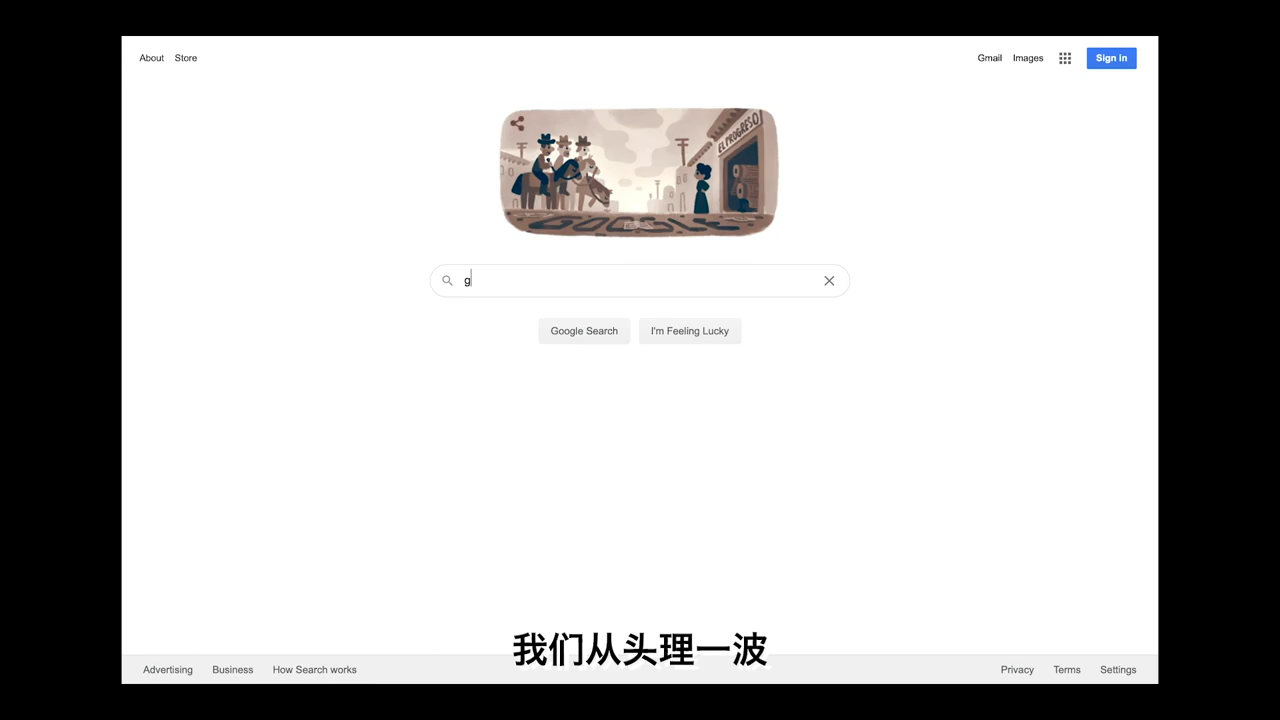 About Store
Gmail Images Sign in
EL PROGRESO!
GOOGLE
g
Google Search I'm Feeling Lucky
我们从头理一波
Advertising Business How Search works
Privacy Terms Settings